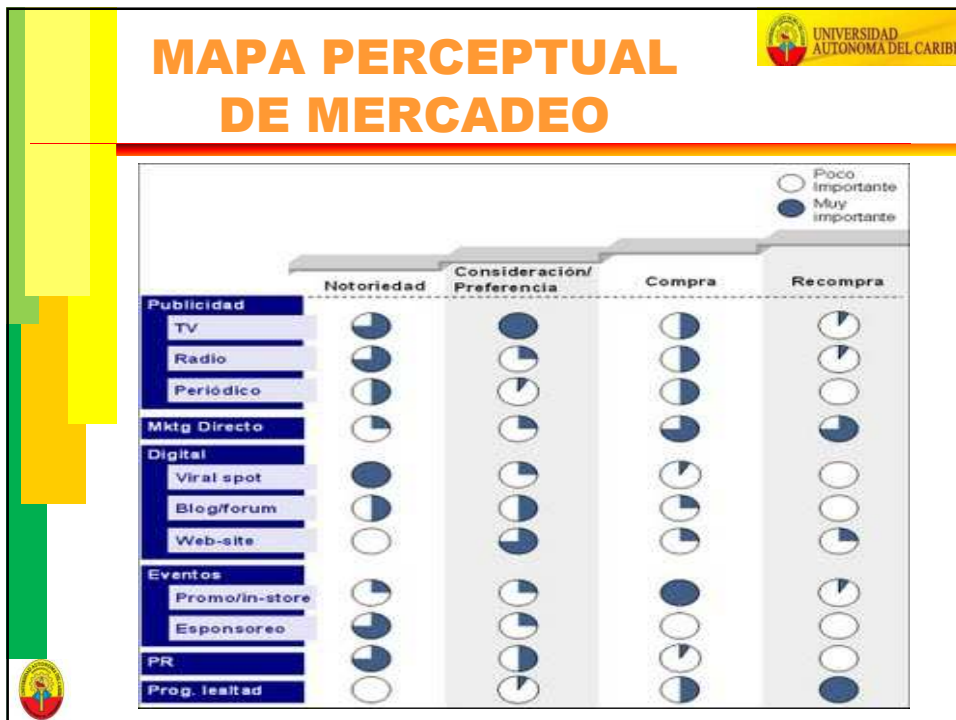 MAPA PERCEPTUAL
DE MERCADEO
UNIVERSIDAD
AUTONOMA DEL CARIBE
Poco
Importante
Muy
importante
Notoriedad
Consideración/
Preferencia
Compra
Recompra
Publicidad
TV
Radio
Periódico
Mktg Directo
Digital
Viral spot
Blog/forum
Web-site
Eventos
Promo/in-store
Esponsoreo
PR
Prog. lealtad